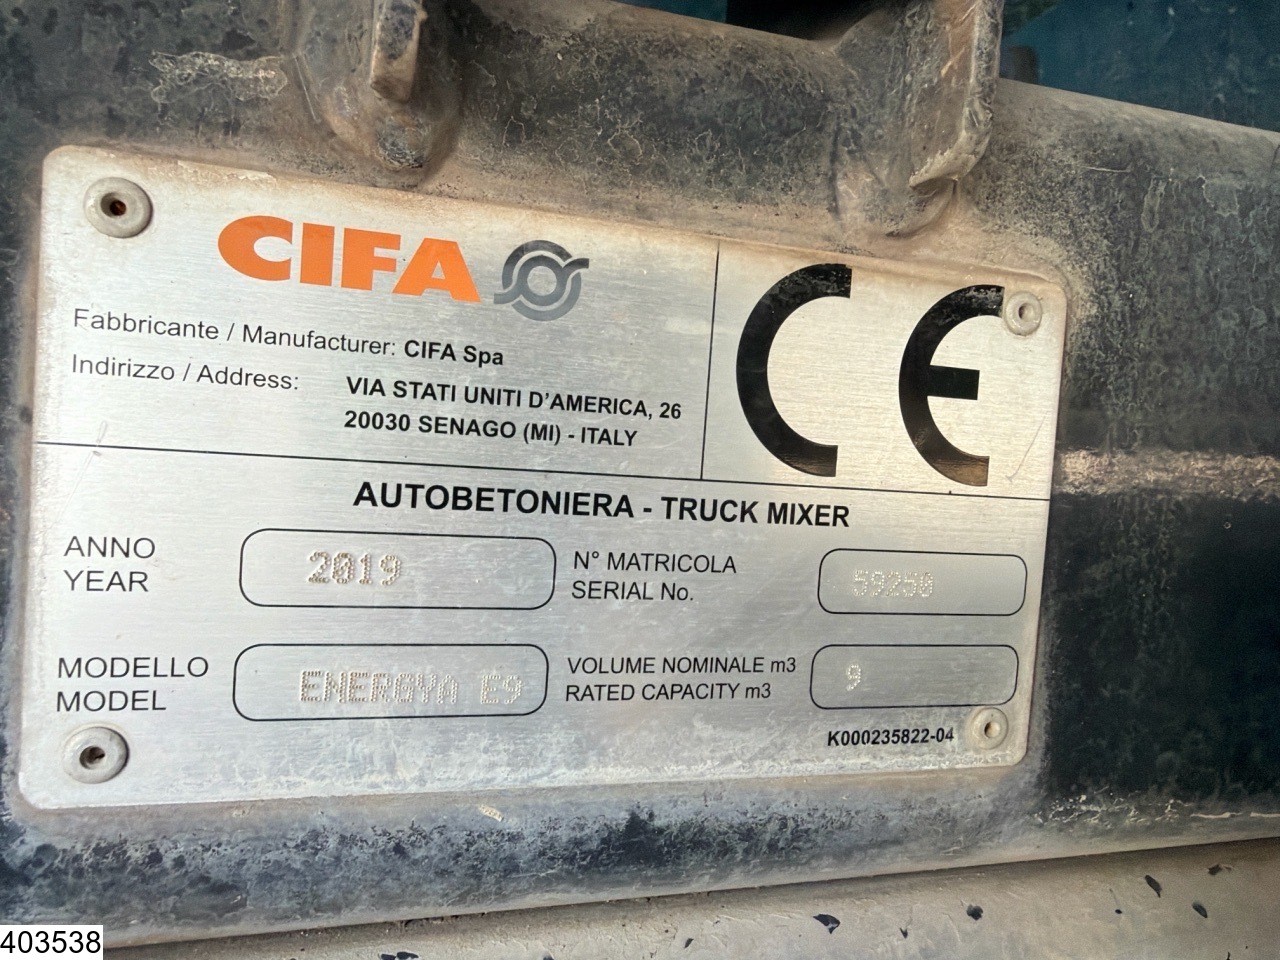 CIFA
Fabbricante / Manufacturer: CIFA Spa
Indirizzo / Address: VIA STATI UNITI D'AMERICA, 26
20030 SENAGO (MI) - ITALY
CE
AUTOBETONIERA - TRUCK MIXER
ANNO
YEAR
2019
N° MATRICOLA
SERIAL No.
59250
MODELLO
MODEL
ENERGYA E9
VOLUME NOMINALE m3
RATED CAPACITY m3
9
K000235822-04
403538